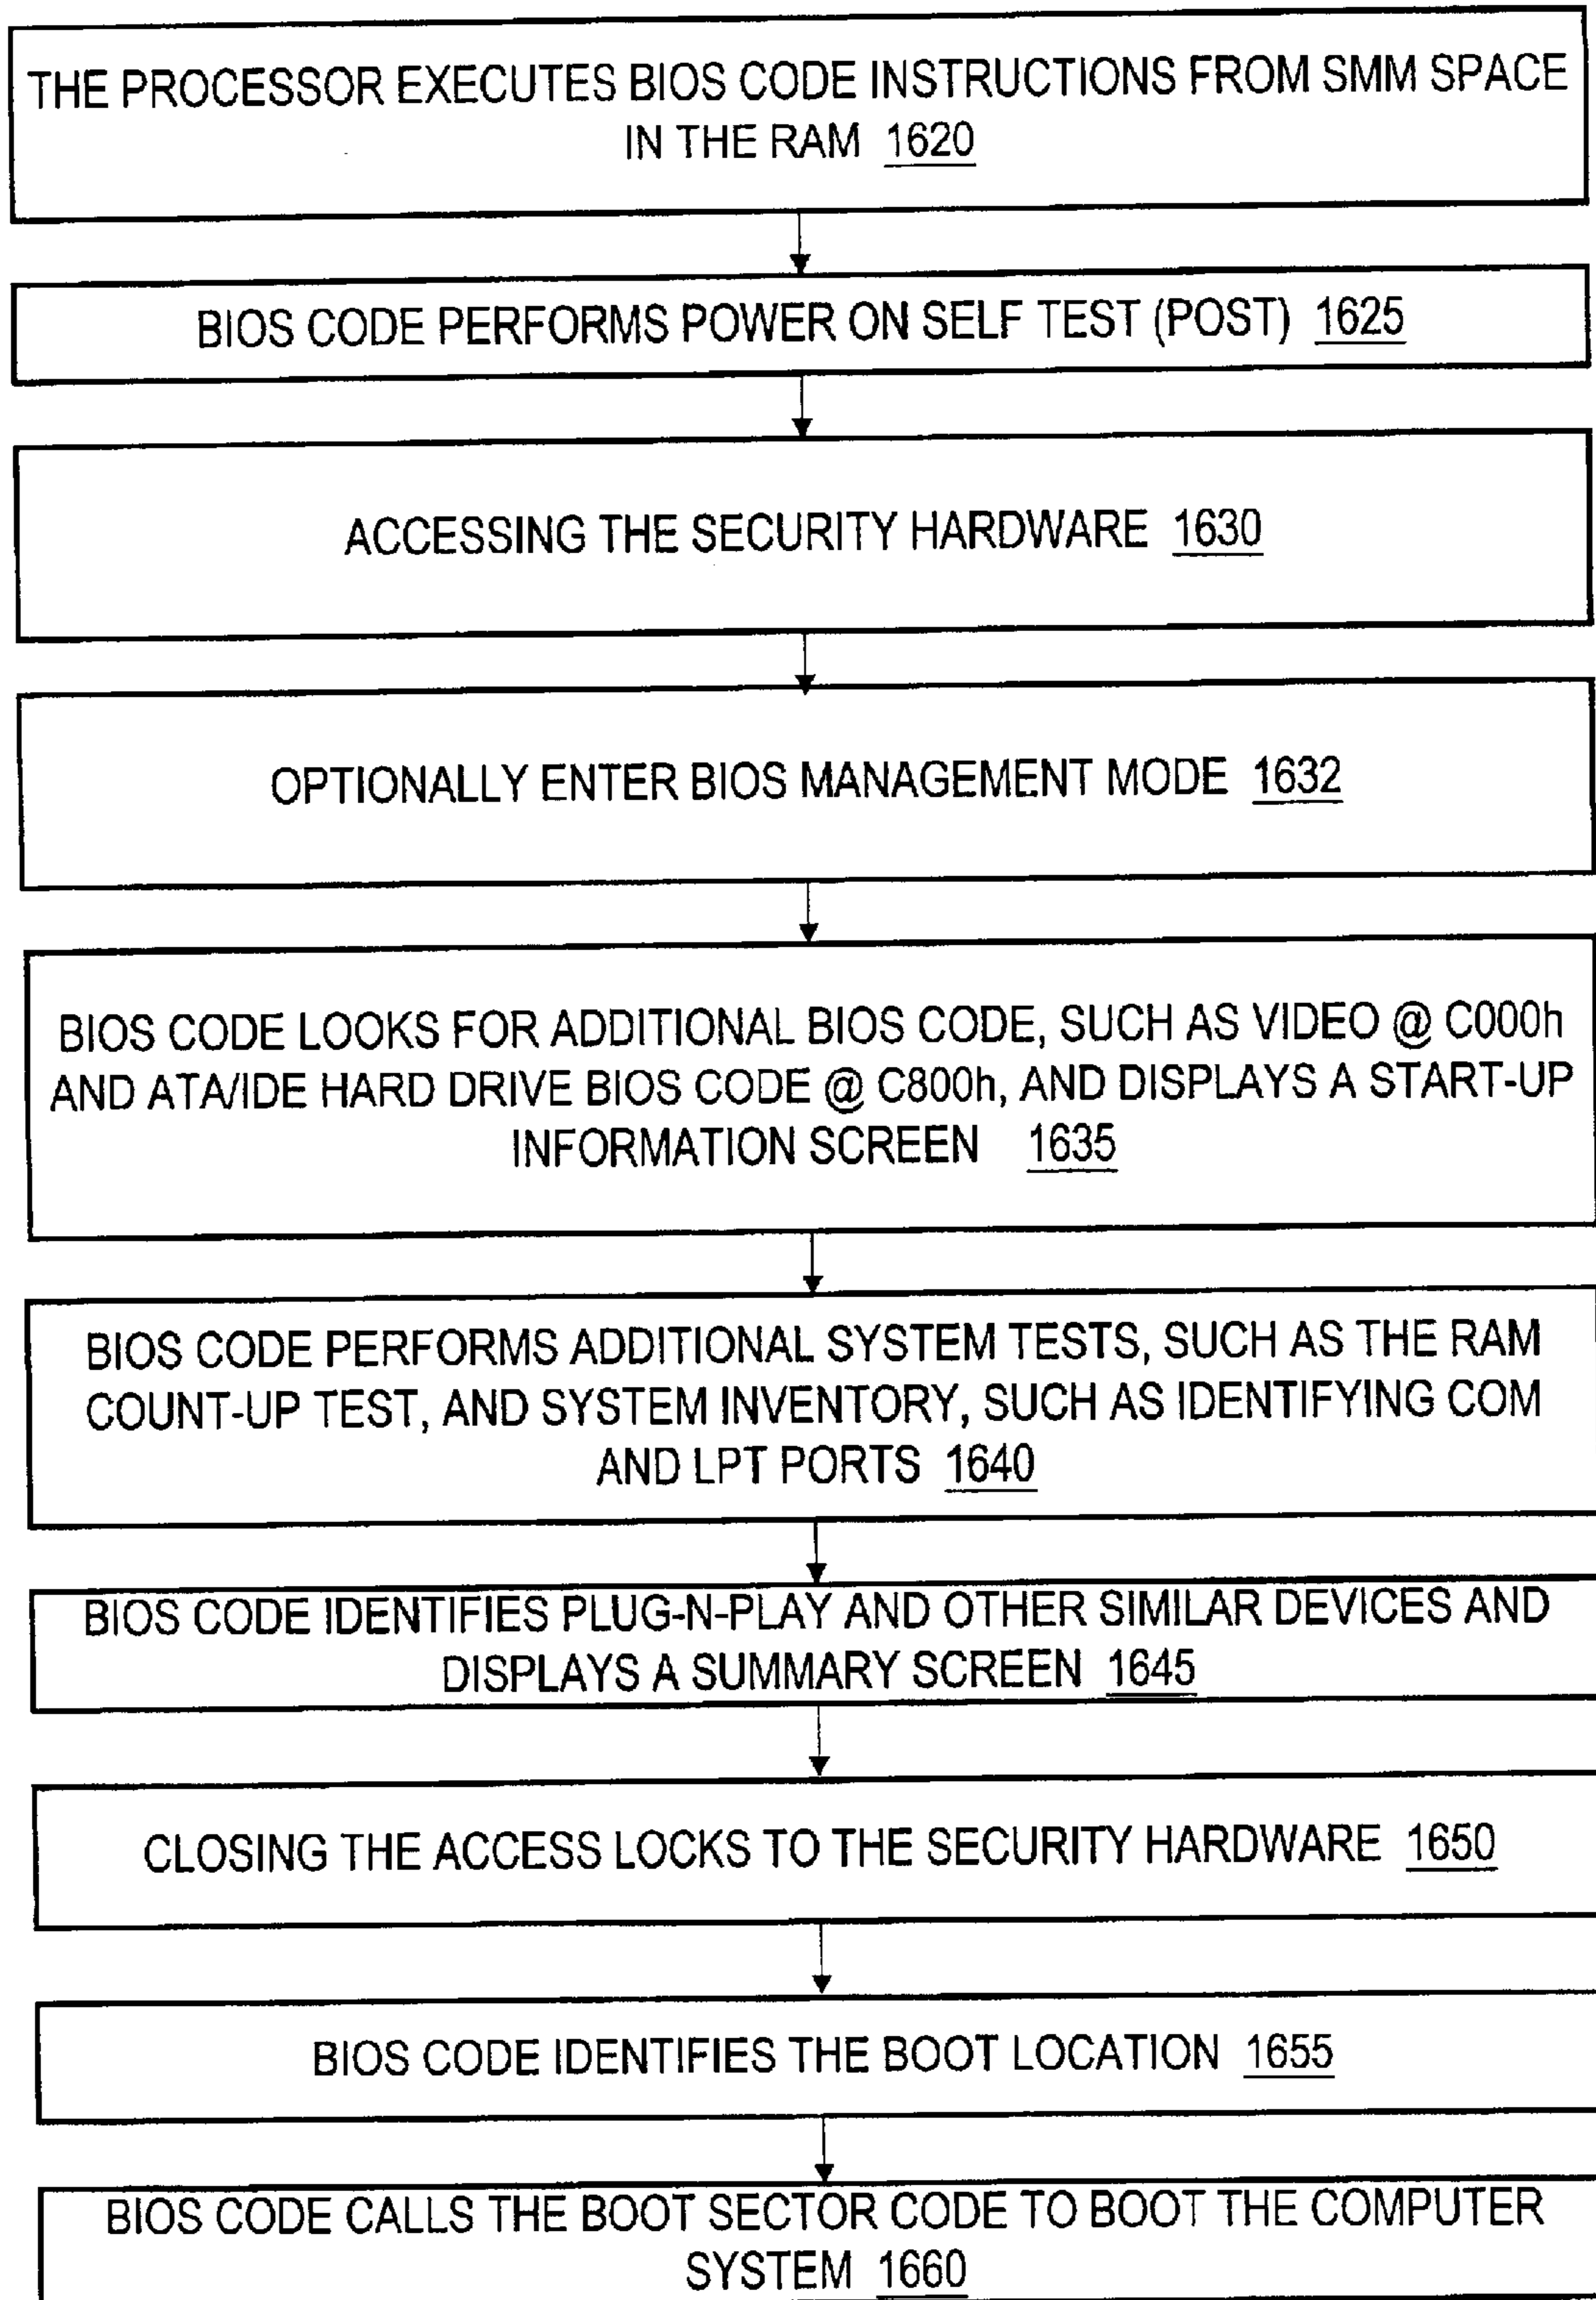 THE PROCESSOR EXECUTES BIOS CODE INSTRUCTIONS FROM SMM SPACE
IN THE RAM 1620
BIOS CODE PERFORMS POWER ON SELF TEST (POST) 1625
ACCESSING THE SECURITY HARDWARE 1630
OPTIONALLY ENTER BIOS MANAGEMENT MODE 1632
BIOS CODE LOOKS FOR ADDITIONAL BIOS CODE, SUCH AS VIDEO @ C000h
AND ATA/IDE HARD DRIVE BIOS CODE @ C800h, AND DISPLAYS A START-UP
INFORMATION SCREEN 1635
BIOS CODE PERFORMS ADDITIONAL SYSTEM TESTS, SUCH AS THE RAM
COUNT-UP TEST, AND SYSTEM INVENTORY, SUCH AS IDENTIFYING COM
AND LPT PORTS 1640
BIOS CODE IDENTIFIES PLUG-N-PLAY AND OTHER SIMILAR DEVICES AND
DISPLAYS A SUMMARY SCREEN 1645
CLOSING THE ACCESS LOCKS TO THE SECURITY HARDWARE 1650
BIOS CODE IDENTIFIES THE BOOT LOCATION 1655
BIOS CODE CALLS THE BOOT SECTOR CODE TO BOOT THE COMPUTER
SYSTEM 1660